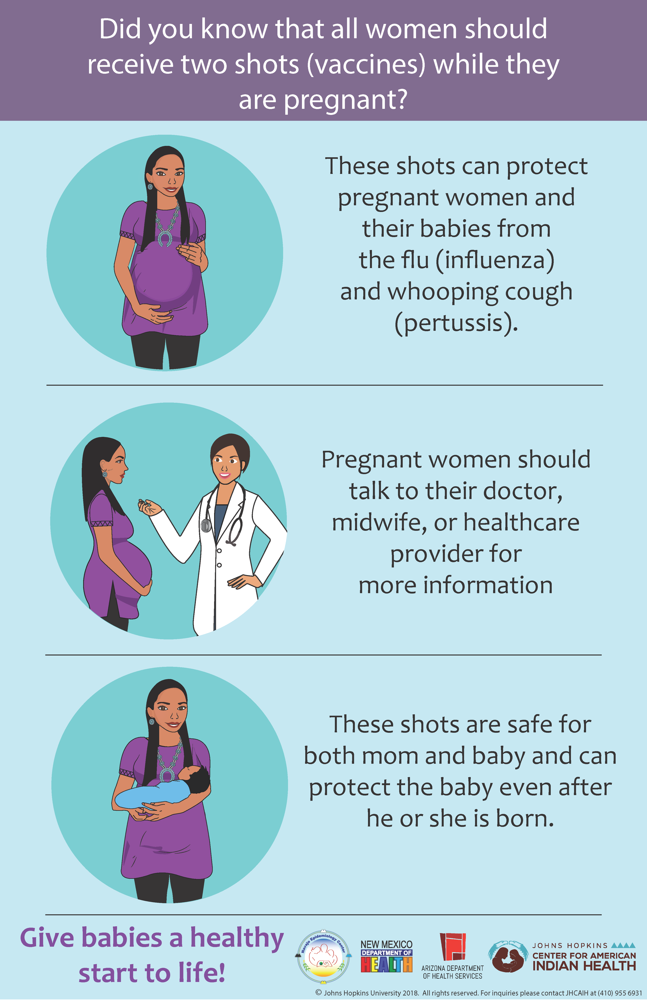 Did you know that all women should
receive two shots (vaccines) while they
are pregnant?
These shots can protect
pregnant women and
their babies from
the flu (influenza)
and whooping cough
(pertussis).
Pregnant women should
talk to their doctor,
midwife, or healthcare
provider for
more information
These shots are safe for
both mom and baby and can
protect the baby even after
he or she is born.
Give babies a healthy
start to life!
Navajo Epidemiology Center
NEW MEXICO
DEPARTMENT OF
HEALTH
ARIZONA DEPARTMENT
OF HEALTH SERVICES
JOHNS HOPKINS
CENTER FOR AMERICAN
INDIAN HEALTH
© Johns Hopkins University 2018. All rights reserved. For inquiries please contact JHCAIH at (410) 955 6931